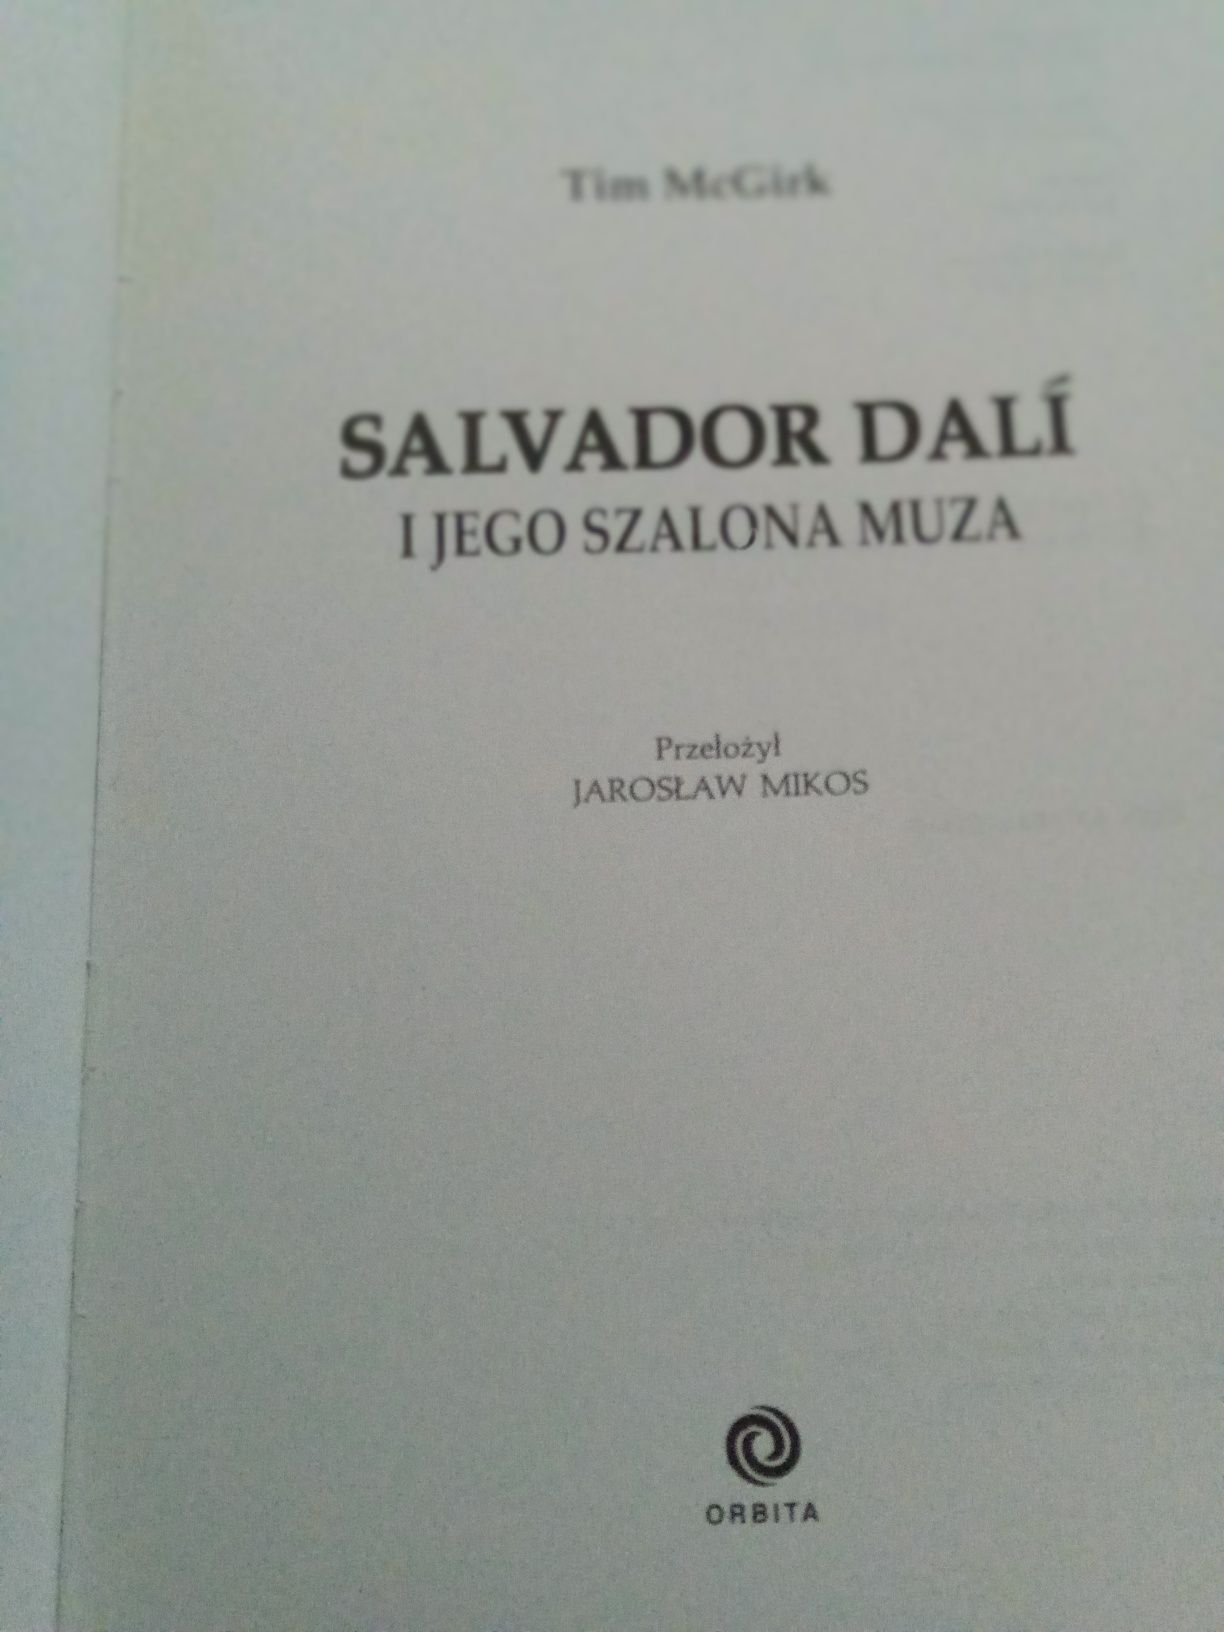 Tim McGirk
SALVADOR DALÍ
I JEGO SZALONA MUZA
Przełożył
JAROSŁAW MIKOS
ORBITA